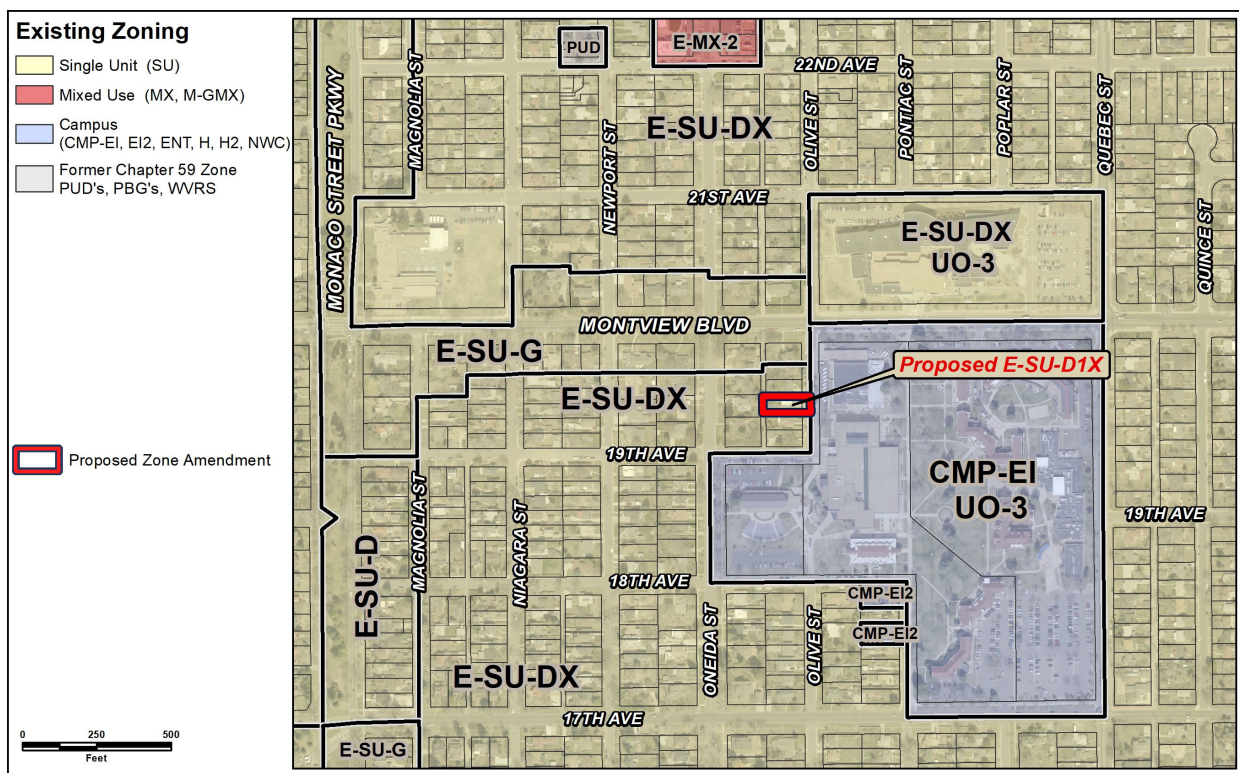 Existing Zoning
Single Unit (SU)
Mixed Use (MX, M-GMX)
Campus
(CMP-EI, EI2, ENT, H, H2, NWC)
Former Chapter 59 Zone
PUD's, PBG's, WVRS
Proposed Zone Amendment
0 250 500
Feet
PUD
E-MX-2
22ND AVE
MONACO STREET PKWY
MAGNOLIA ST
NEWPORT ST
E-SU-DX
OLIVE ST
PONTIAC ST
POPLAR ST
QUEBEC ST
QUINCE ST
21ST AVE
E-SU-DX
UO-3
MONTVIEW BLVD
E-SU-G
Proposed E-SU-D1X
E-SU-DX
19TH AVE
CMP-EI
UO-3
19TH AVE
E-SU-D
MAGNOLIA ST
NIAGARA ST
18TH AVE
CMP-EI2
CMP-EI2
ONEIDA ST
OLIVE ST
E-SU-DX
17TH AVE
E-SU-G